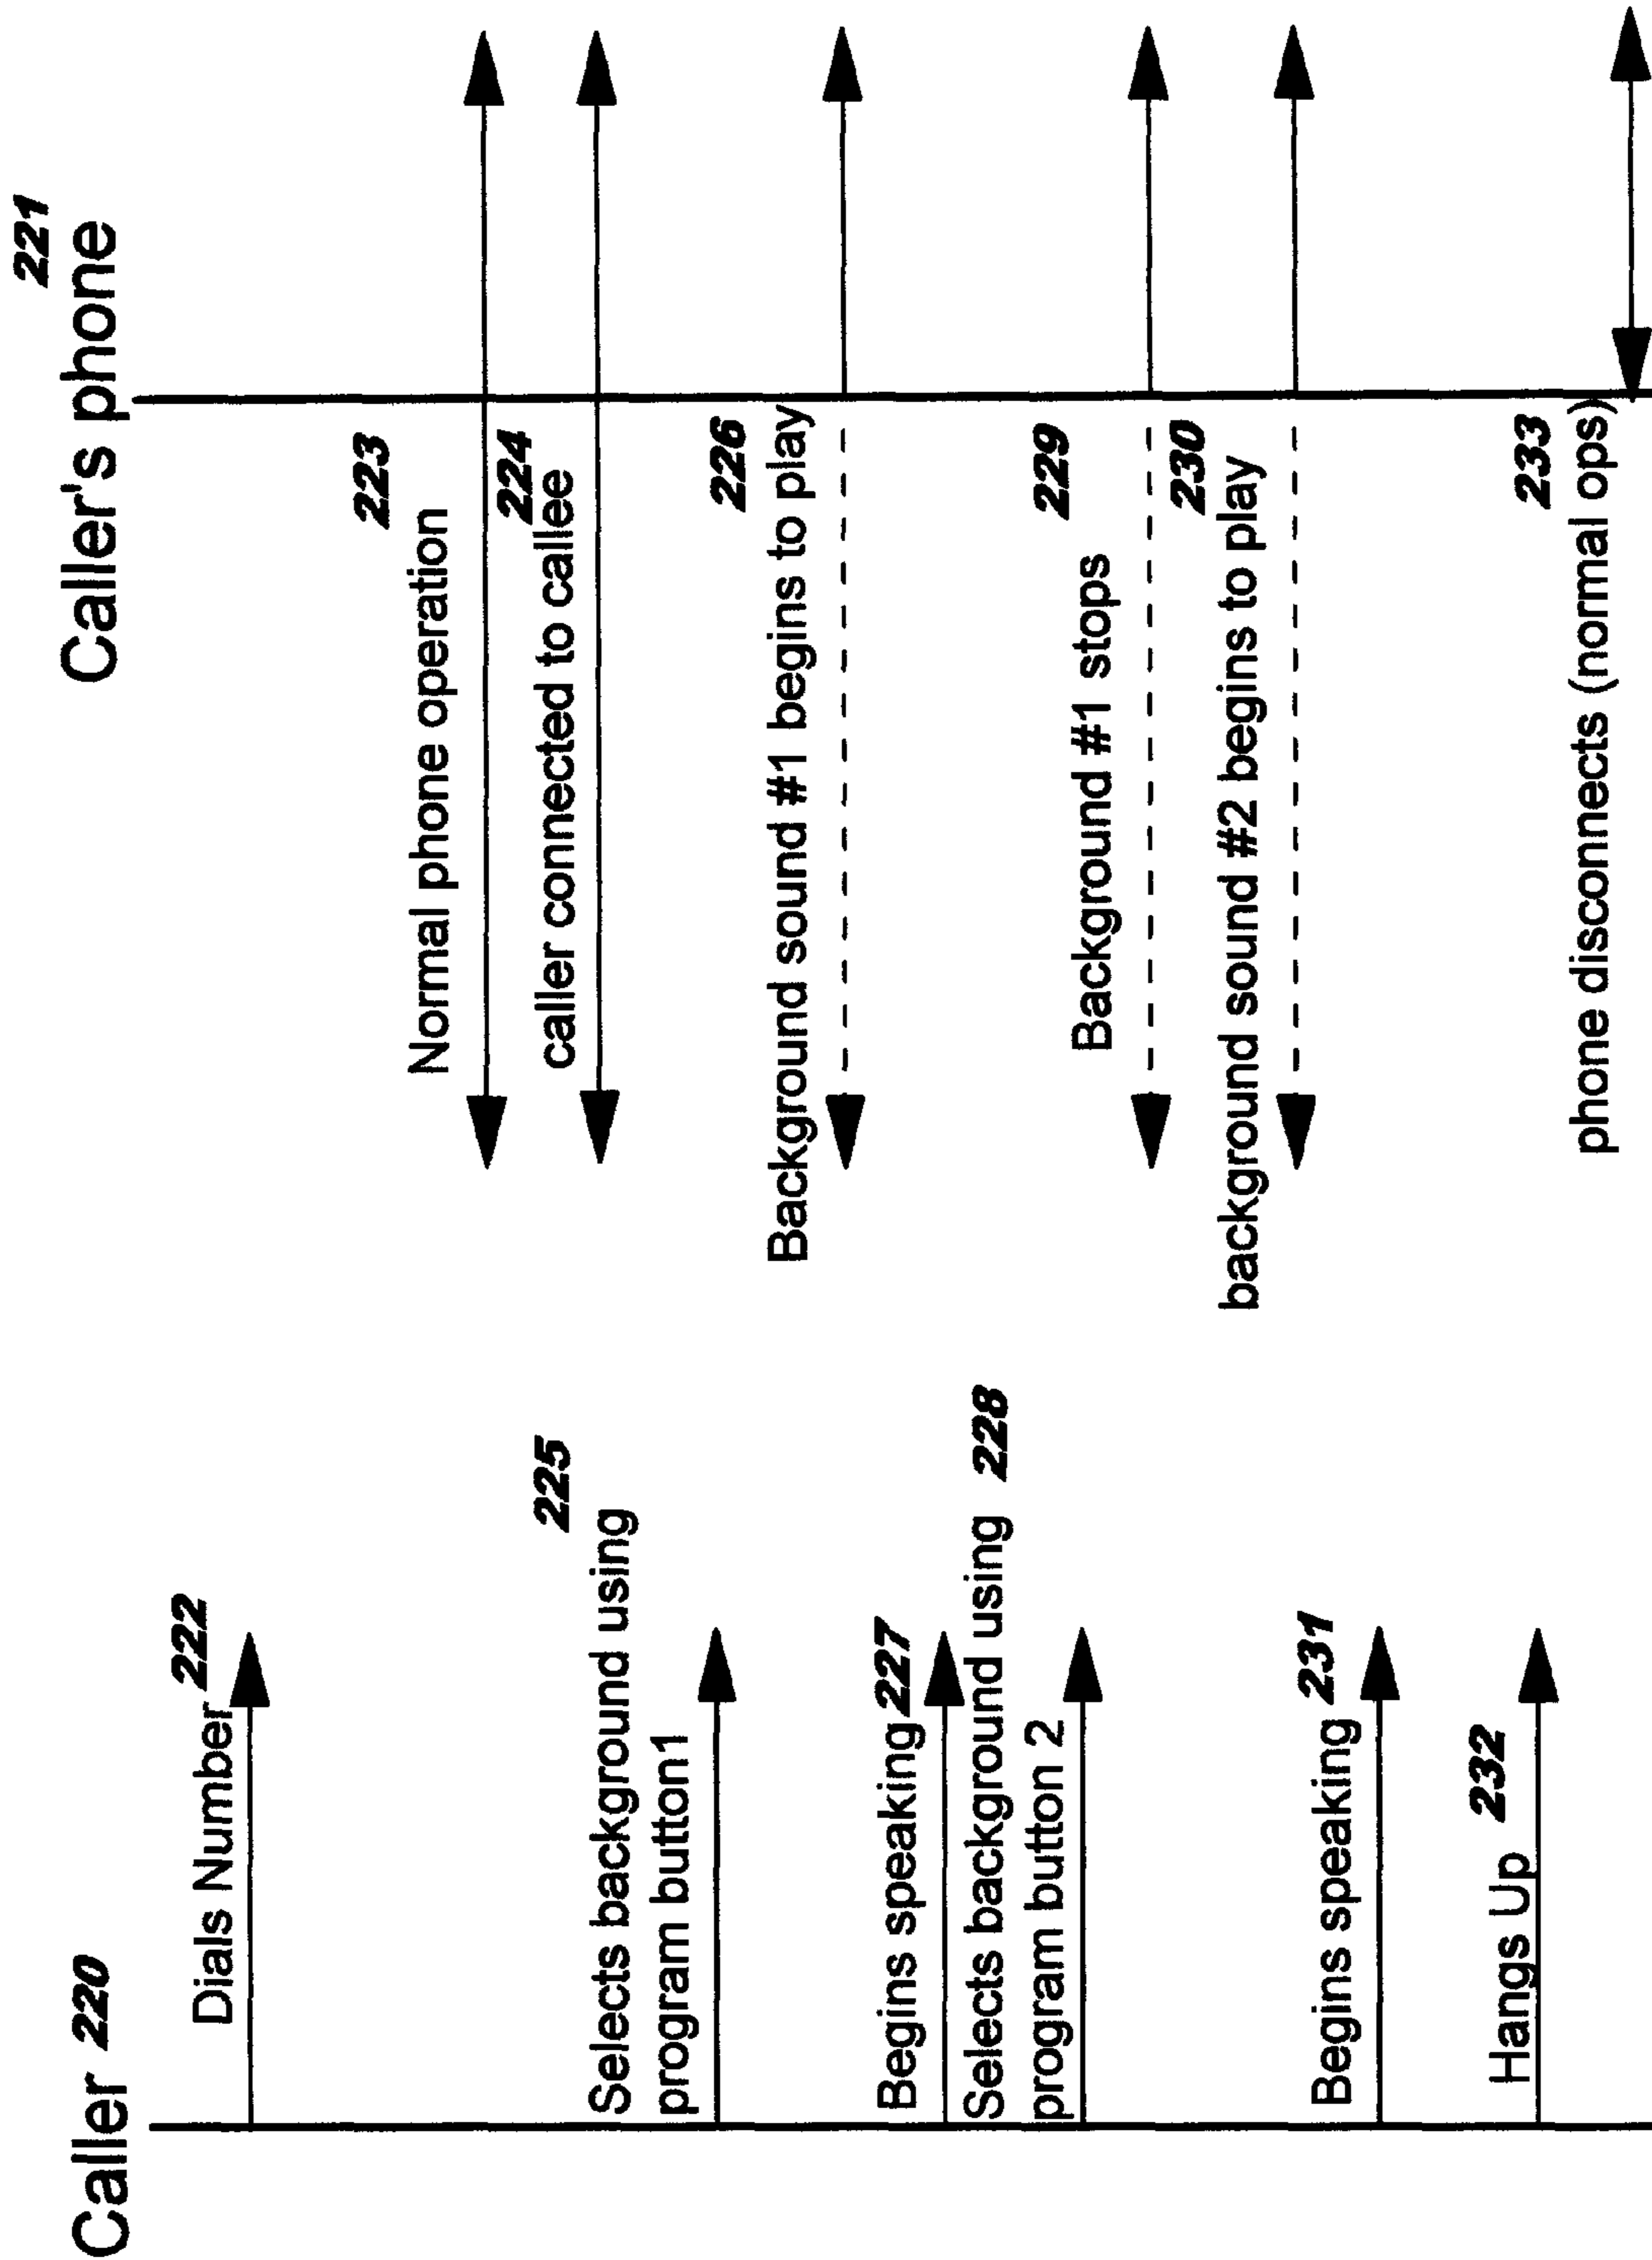 Caller 220
221
Caller's phone
Dials Number 222
223
Normal phone operation
224
caller connected to callee
225
Selects background using
program button1
226
Background sound #1 begins to play
Begins speaking 227
Selects background using 228
program button 2
229
Background #1 stops
230
background sound #2 begins to play
Begins speaking 231
Hangs Up 232
233
phone disconnects (normal ops)